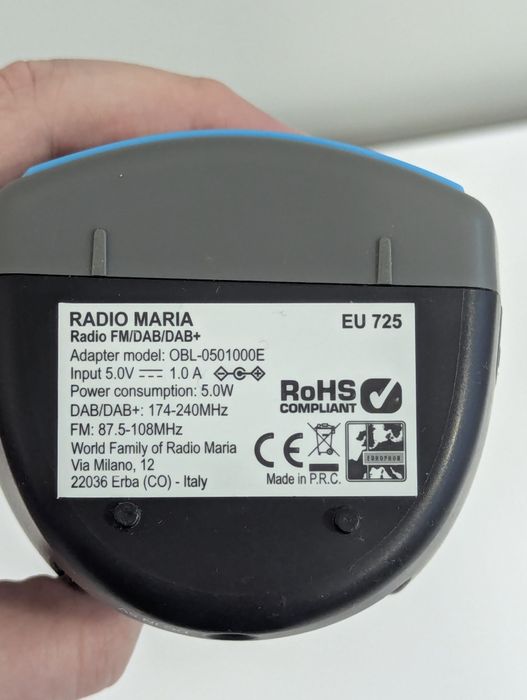 RADIO MARIA
EU 725
Radio FM/DAB/DAB+
Adapter model: OBL-0501000E
Input 5.0V 1.0 A
Power consumption: 5.0W
DAB/DAB+: 174-240MHz
FM: 87.5-108MHz
World Family of Radio Maria
Via Milano, 12
22036 Erba (CO) - Italy
RoHS
COMPLIANT
CE
EUROPHON
Made in P.R.C.